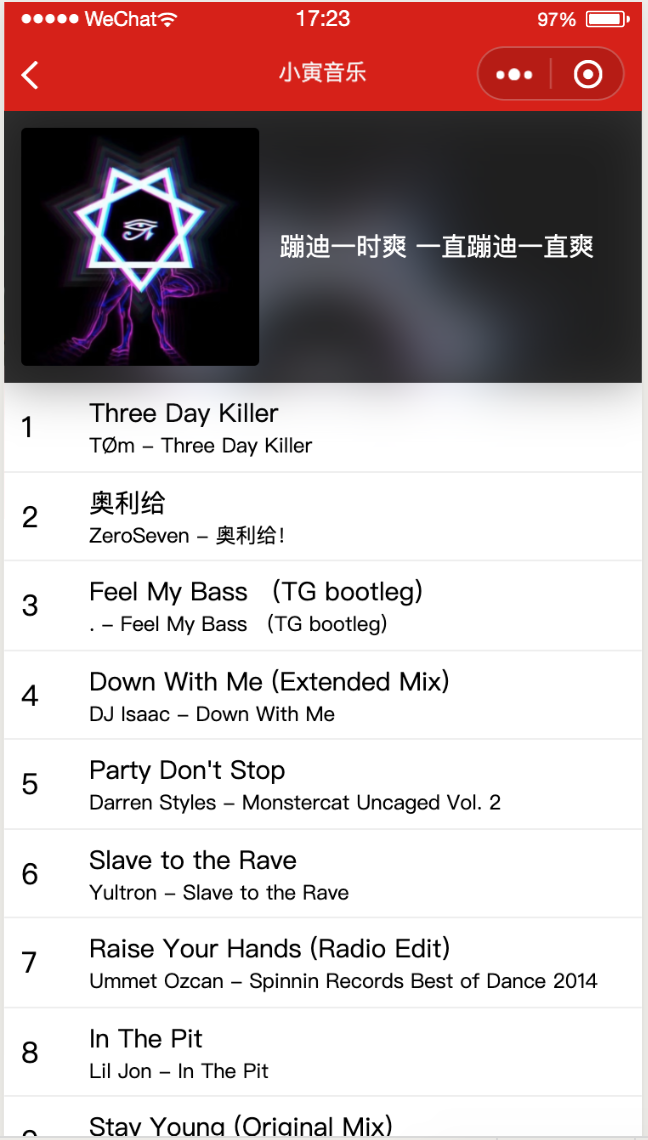 WeChat 17:23 97%
小寅音乐
蹦迪一时爽 一直蹦迪一直爽
1 Three Day Killer
TØm – Three Day Killer
2 奥利给
ZeroSeven – 奥利给！
3 Feel My Bass （TG bootleg）
. – Feel My Bass （TG bootleg）
4 Down With Me (Extended Mix)
DJ Isaac – Down With Me
5 Party Don't Stop
Darren Styles – Monstercat Uncaged Vol. 2
6 Slave to the Rave
Yultron – Slave to the Rave
7 Raise Your Hands (Radio Edit)
Ummet Ozcan – Spinnin Records Best of Dance 2014
8 In The Pit
Lil Jon – In The Pit
9 Stay Young (Original Mix)